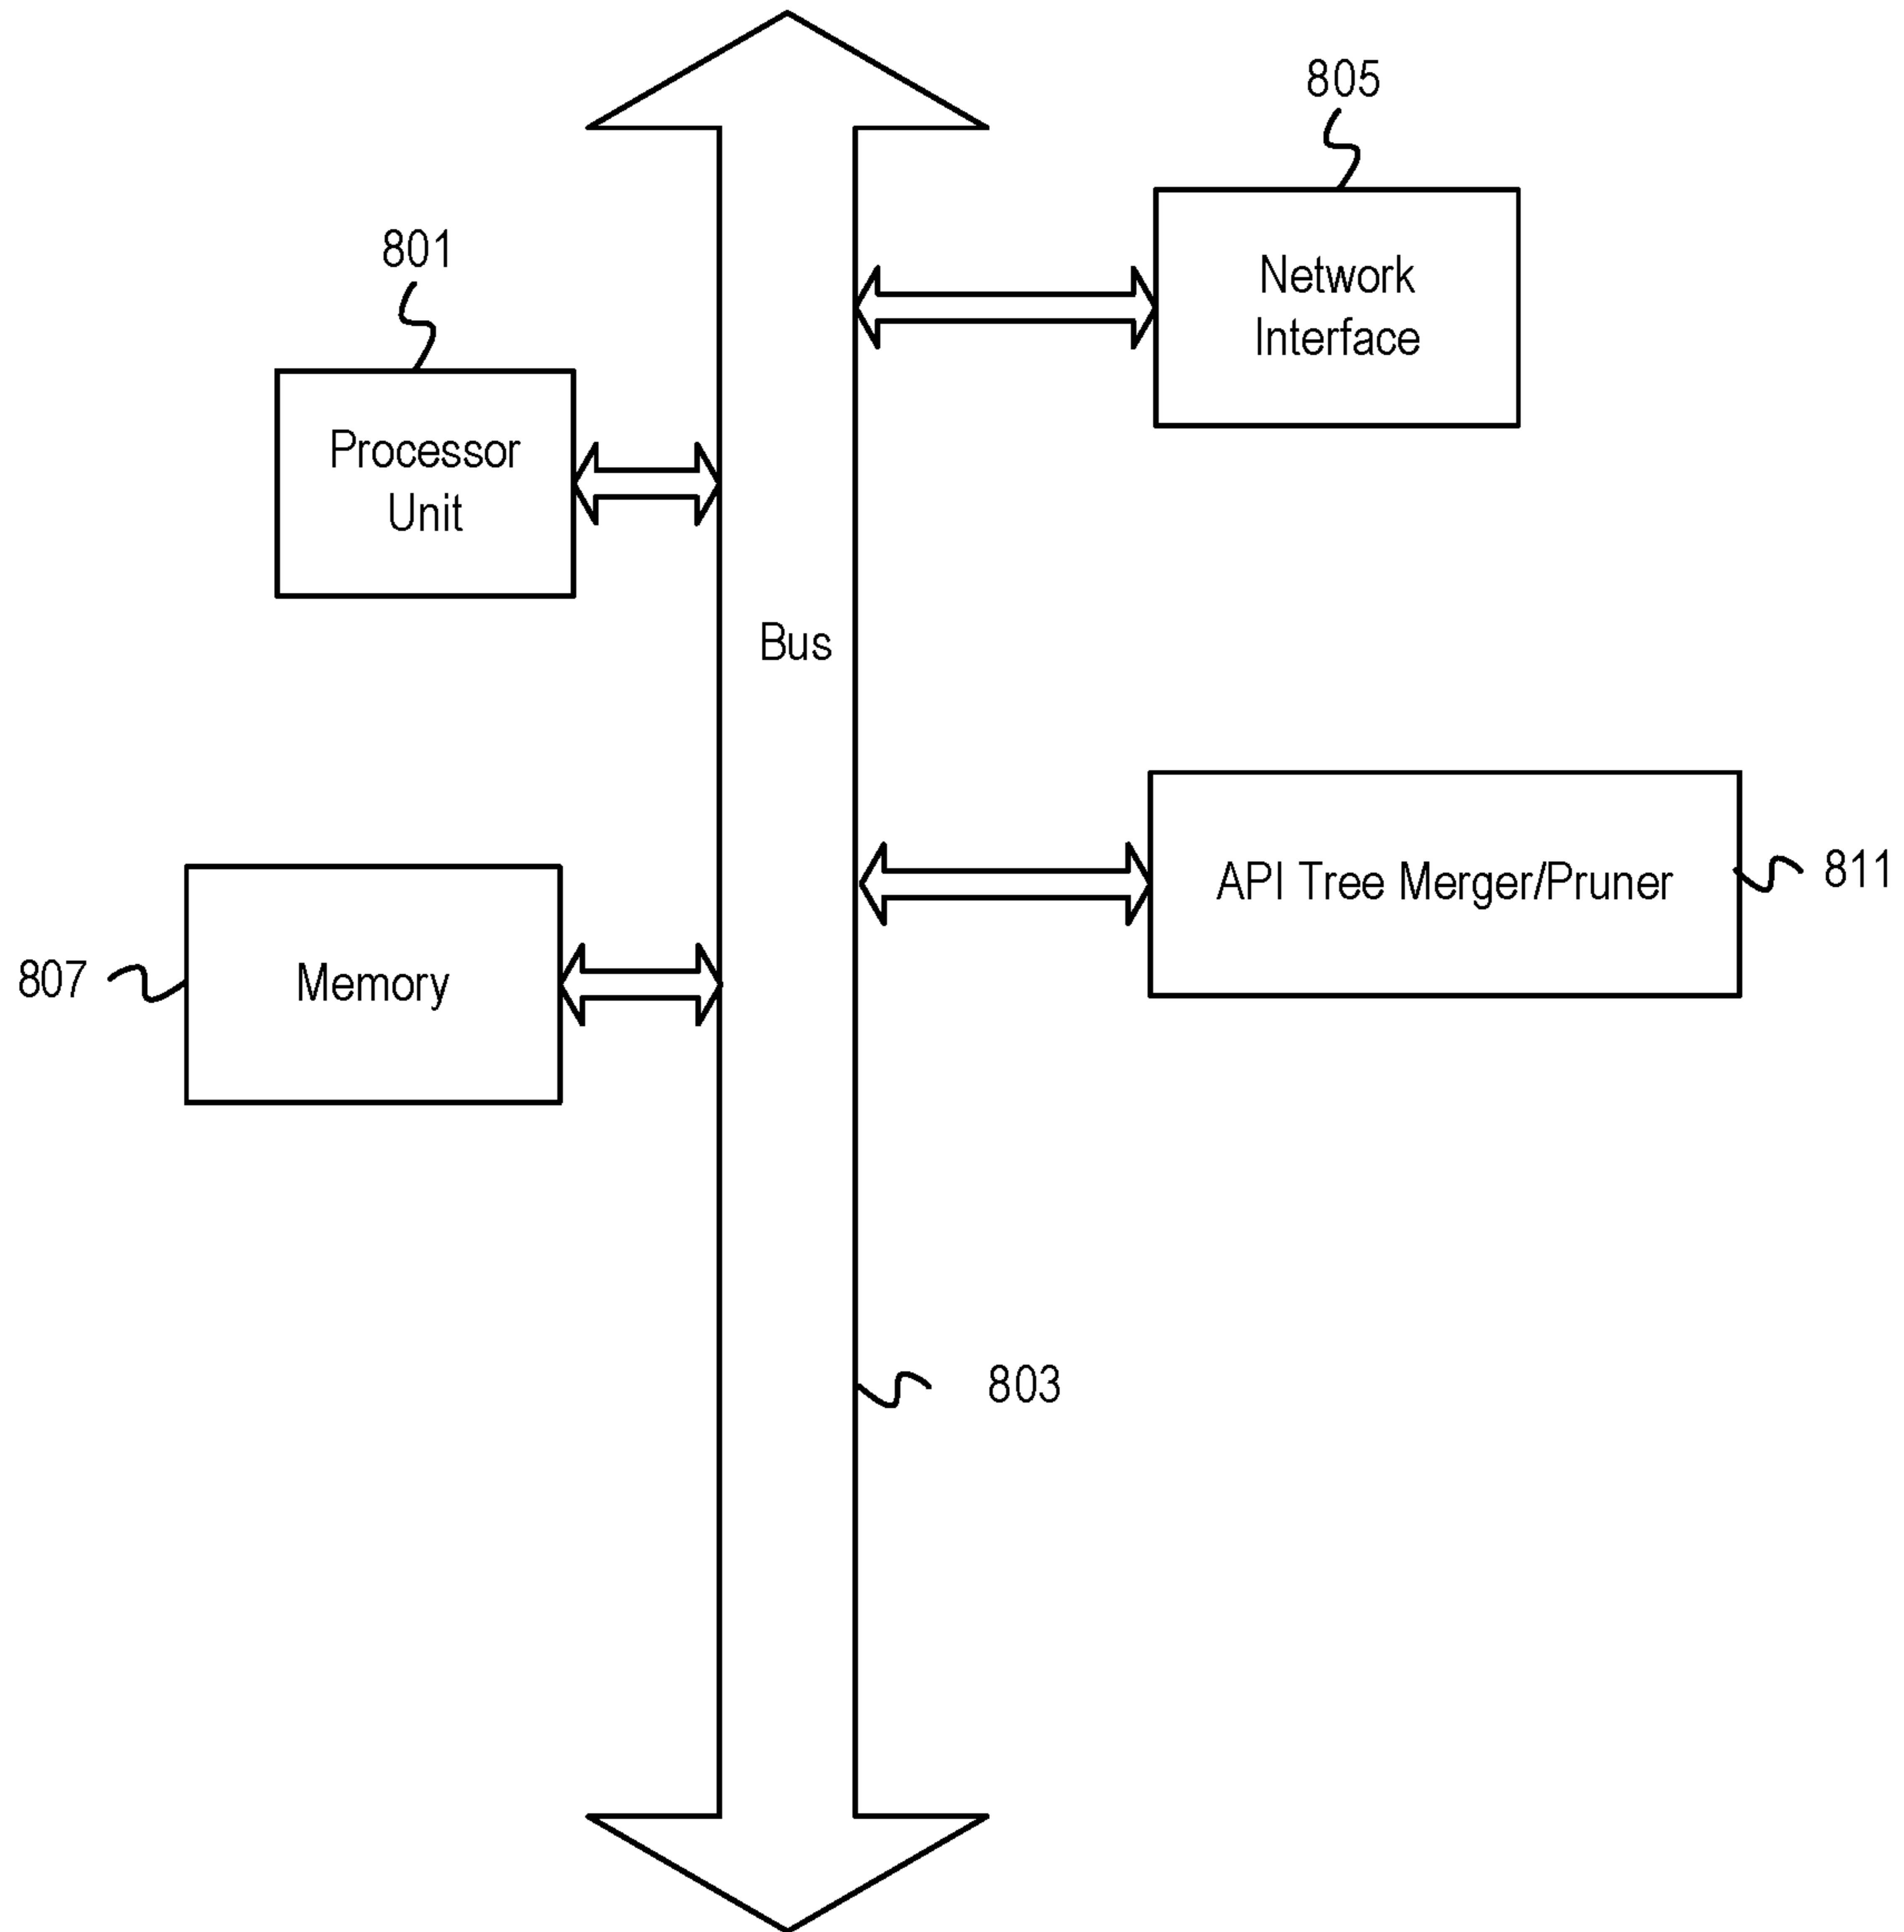 805
Network
Interface
801
Processor
Unit
Bus
API Tree Merger/Pruner
811
807
Memory
803